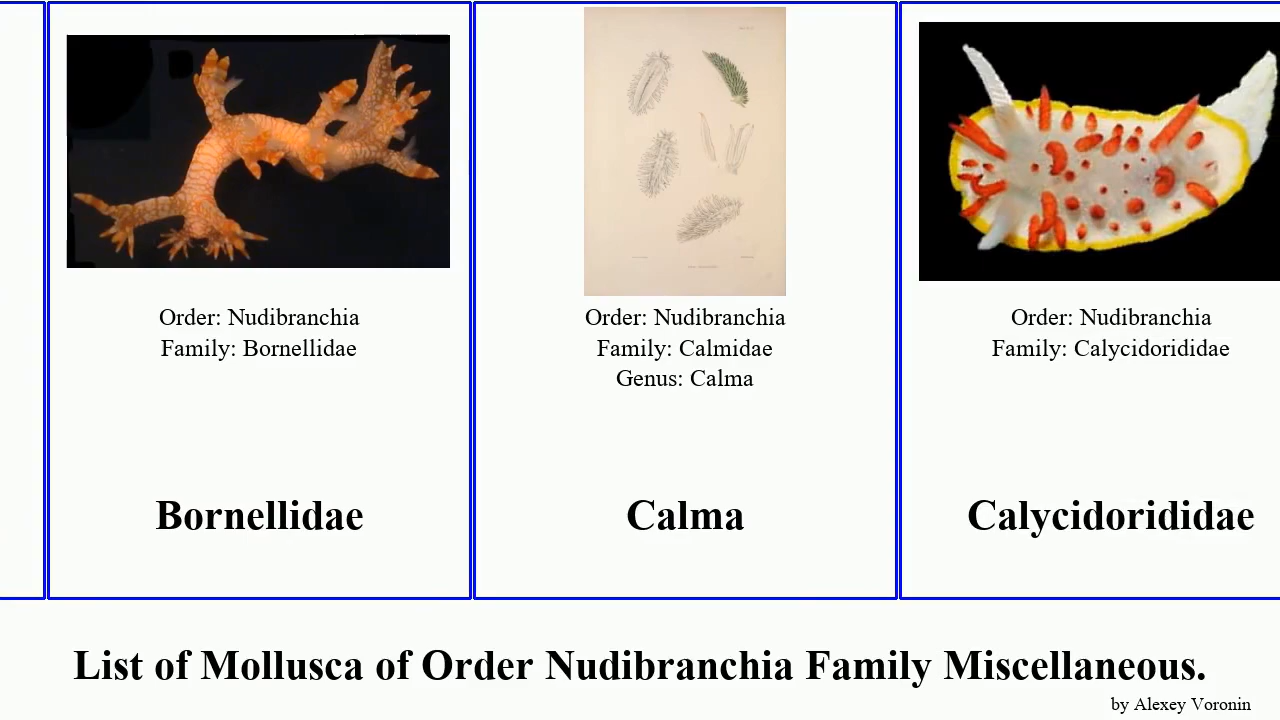 Order: Nudibranchia
Family: Bornellidae
Bornellidae
Order: Nudibranchia
Family: Calmidae
Genus: Calma
Calma
Order: Nudibranchia
Family: Calycidorididae
Calycidorididae
List of Mollusca of Order Nudibranchia Family Miscellaneous.
by Alexey Voronin